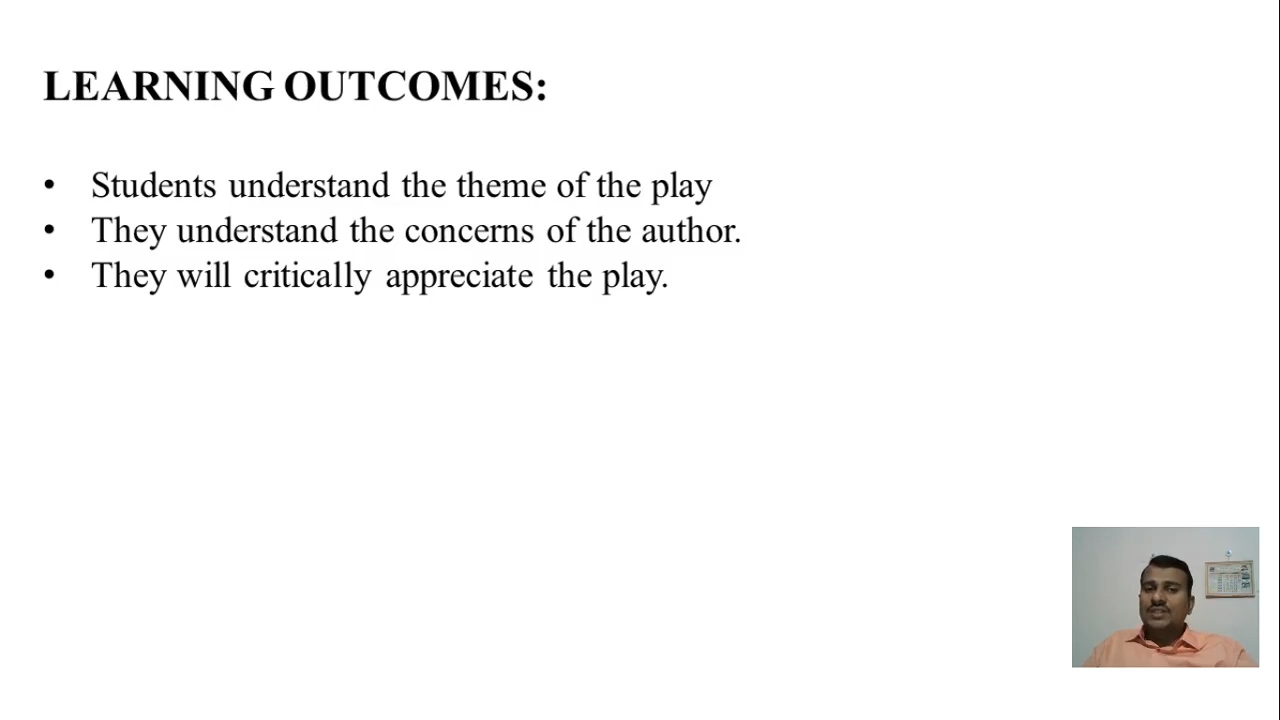 LEARNING OUTCOMES:
• Students understand the theme of the play
• They understand the concerns of the author.
• They will critically appreciate the play.